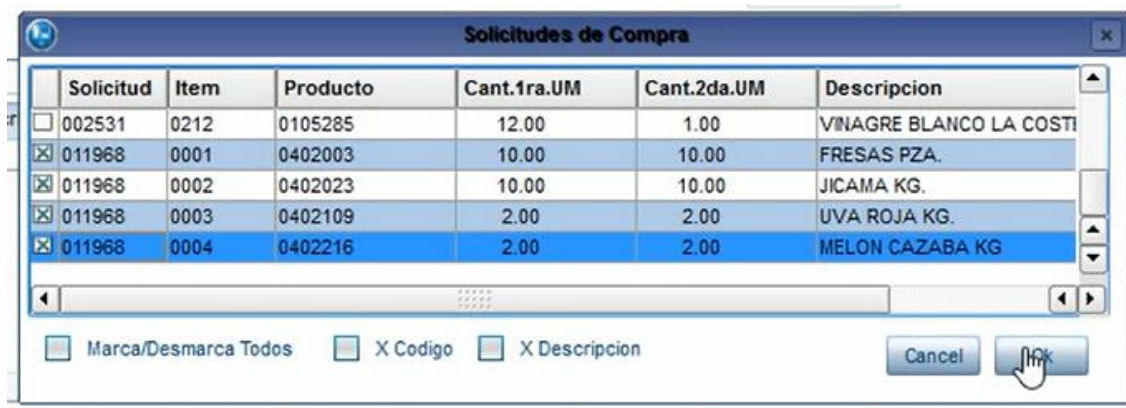 Solicitudes de Compra
Solicitud Item Producto Cant.1ra.UM Cant.2da.UM Descripcion
002531 0212 0105285 12.00 1.00 VINAGRE BLANCO LA COSTE
011968 0001 0402003 10.00 10.00 FRESAS PZA.
011968 0002 0402023 10.00 10.00 JICAMA KG.
011968 0003 0402109 2.00 2.00 UVA ROJA KG.
011968 0004 0402216 2.00 2.00 MELON CAZABA KG
Marca/Desmarca Todos X Codigo X Descripcion Cancel Ok